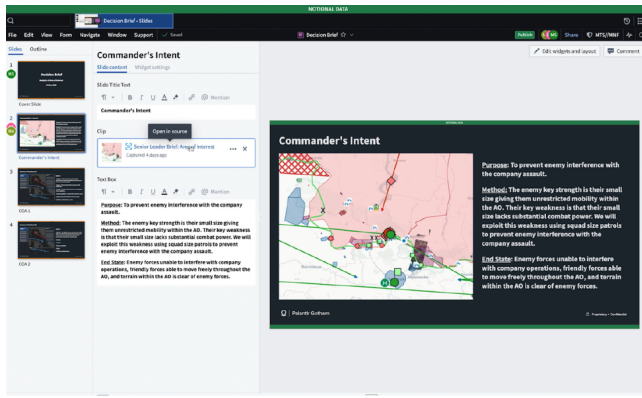 NOTIONAL DATA
Decision Brief - Slides
File Edit View Form Navigate Window Support Saved
Decision Brief
Publish Share MTS//MNF
Slides Outline
1
Cover Slide
2
Commander's Intent
3
COA 1
4
COA 2
Commander's Intent
Slide content Widget settings
Slide Title Text
B I U A Mention
Commander's Intent
Clip
Open in source
Senior Leader Brief: Area of Interest
Captured 4 days ago
Text Box
B I U A Mention
Purpose: To prevent enemy interference with the company
assault.
Method: The enemy key strength is their small size giving
them unrestricted mobility within the AO. Their key weakness
is that their small size lacks substantial combat power. We will
exploit this weakness using squad size patrols to prevent
enemy interference with the company assault.
End State: Enemy forces unable to interfere with company
operations, friendly forces able to move freely throughout the
AO, and terrain within the AO is clear of enemy forces.
Edit widgets and layout Comment
Commander's Intent
Purpose: To prevent enemy interference with
the company assault.
Method: The enemy key strength is their small
size giving them unrestricted mobility within
the AO. Their key weakness is that their small
size lacks substantial combat power. We will
exploit this weakness using squad size patrols
to prevent enemy interference with the
company assault.
End State: Enemy forces unable to interfere
with company operations, friendly forces able
to move freely throughout the AO, and terrain
within the AO is clear of enemy forces.
Palantir Gotham
Proprietary + Confidential